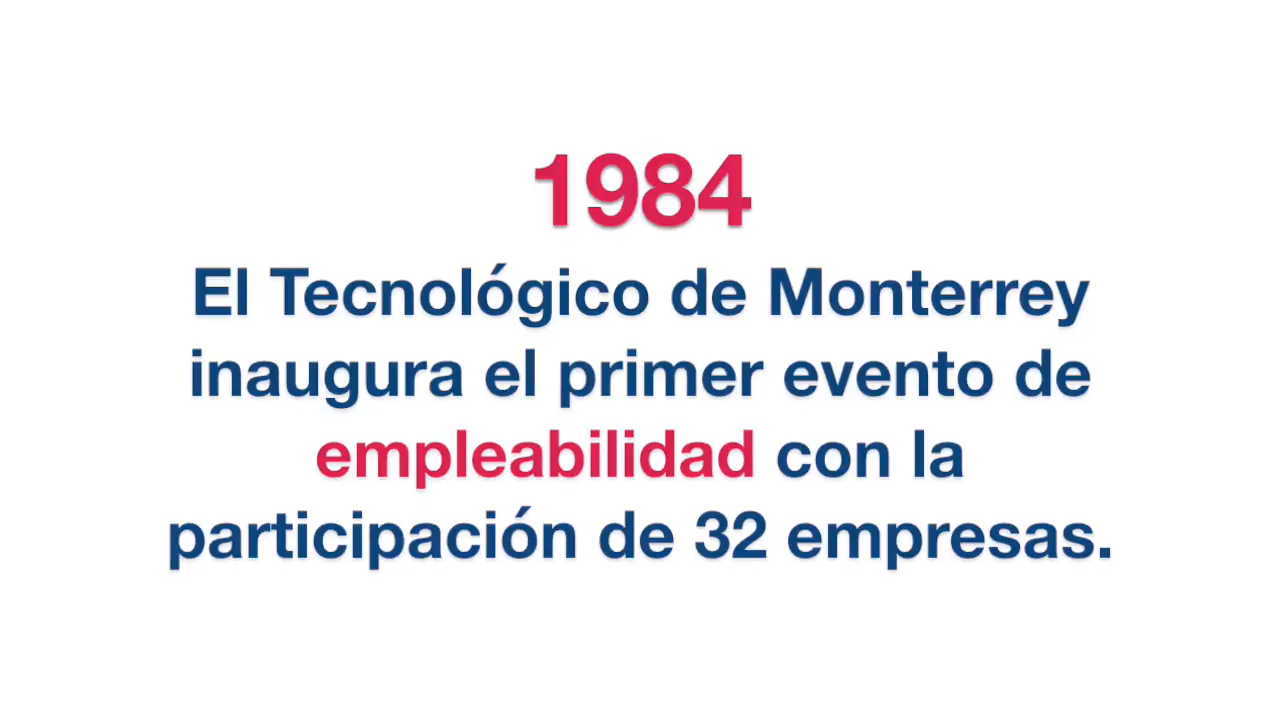 1984
El Tecnológico de Monterrey
inaugura el primer evento de
empleabilidad con la
participación de 32 empresas.